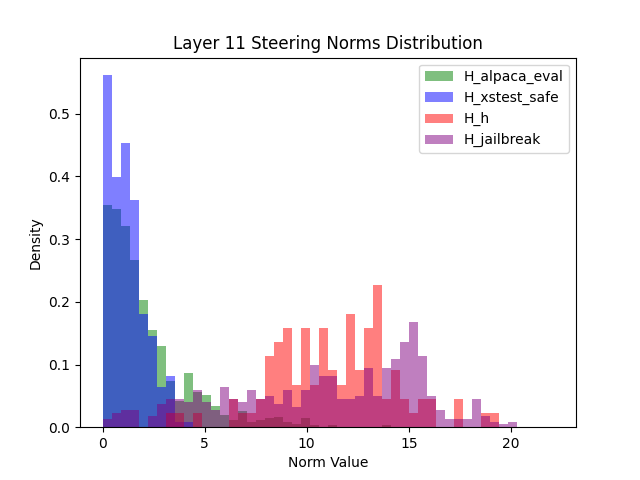 Layer 11 Steering Norms Distribution
H_alpaca_eval
H_xstest_safe
H_h
H_jailbreak
Density
0.5
0.4
0.3
0.2
0.1
0.0
0 5 10 15 20
Norm Value